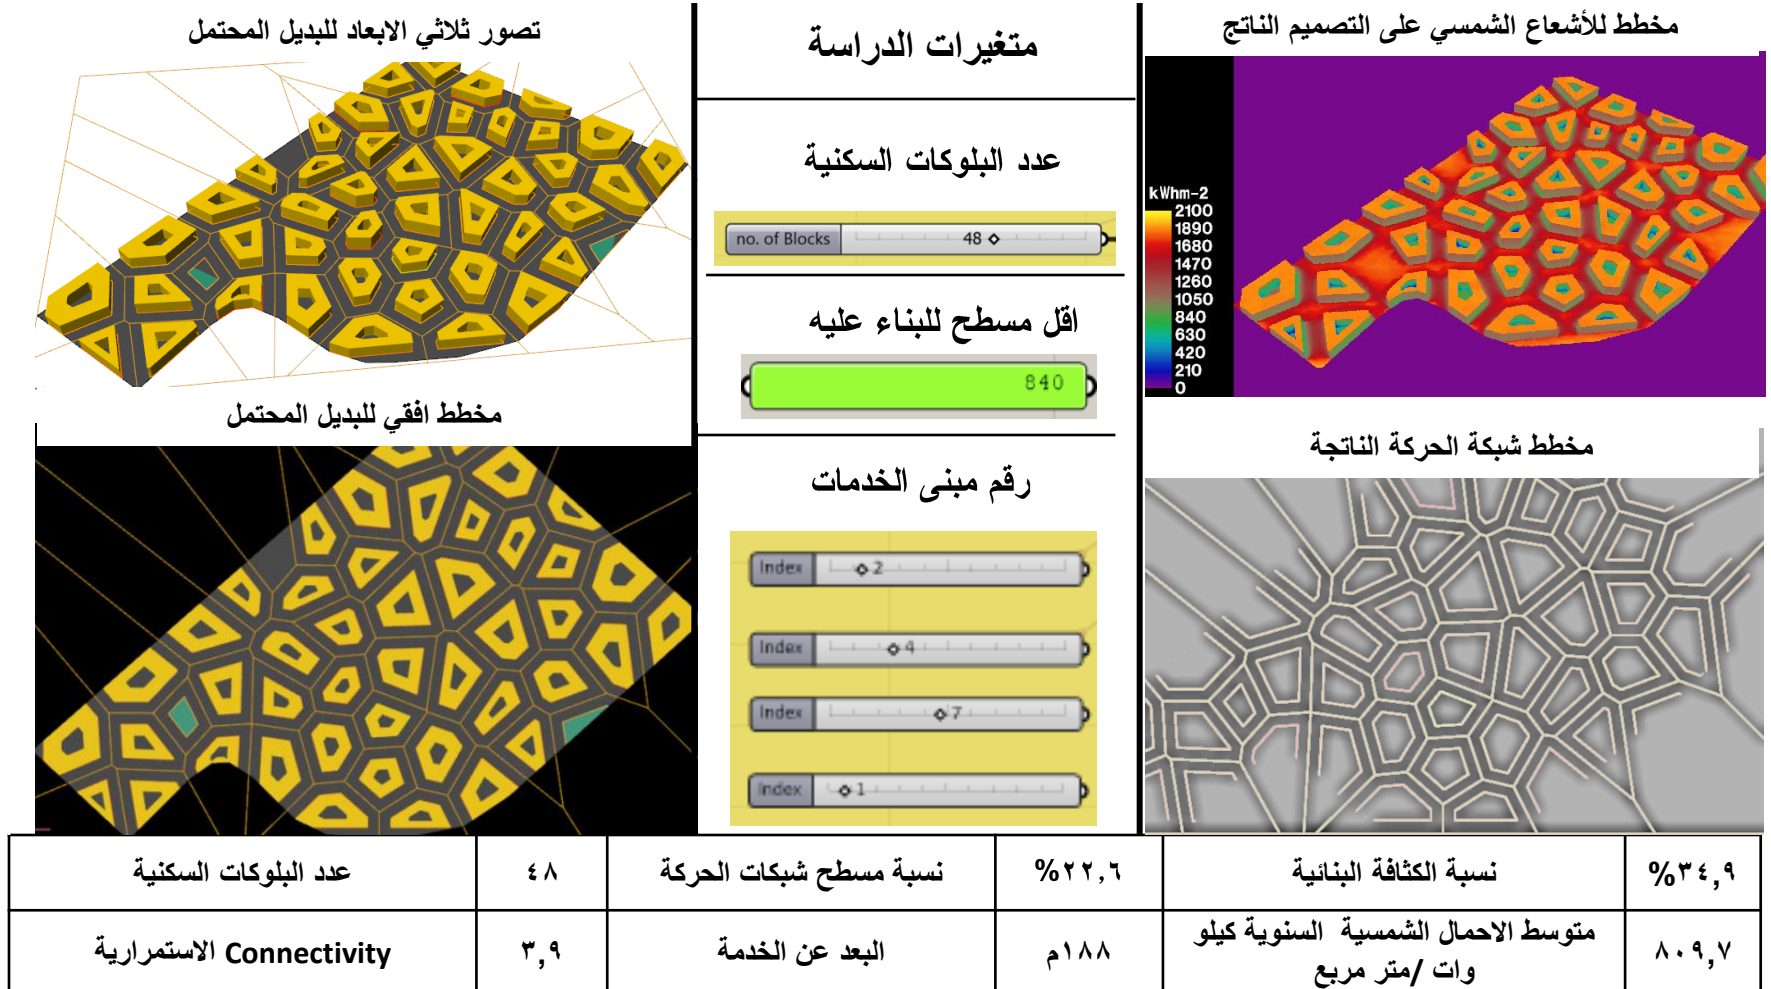 مخطط للأشعاع الشمسي على التصميم الناتج
متغيرات الدراسة
تصور ثلاثي الابعاد للبديل المحتمل
kWhm-2
2100
1890
1680
1470
1260
1050
840
630
420
210
0
عدد البلوكات السكنية
no. of Blocks
48
اقل مسطح للبناء عليه
840
مخطط افقي للبديل المحتمل
مخطط شبكة الحركة الناتجة
رقم مبنى الخدمات
Index 2
Index 4
Index 7
Index 1
عدد البلوكات السكنية
٤٨
نسبة مسطح شبكات الحركة
%٢٢,٦
نسبة الكثافة البنائية
%٣٤,٩
Connectivity الاستمرارية
٣,٩
البعد عن الخدمة
١٨٨م
متوسط الاحمال الشمسية السنوية كيلو
وات /متر مربع
٨٠٩,٧